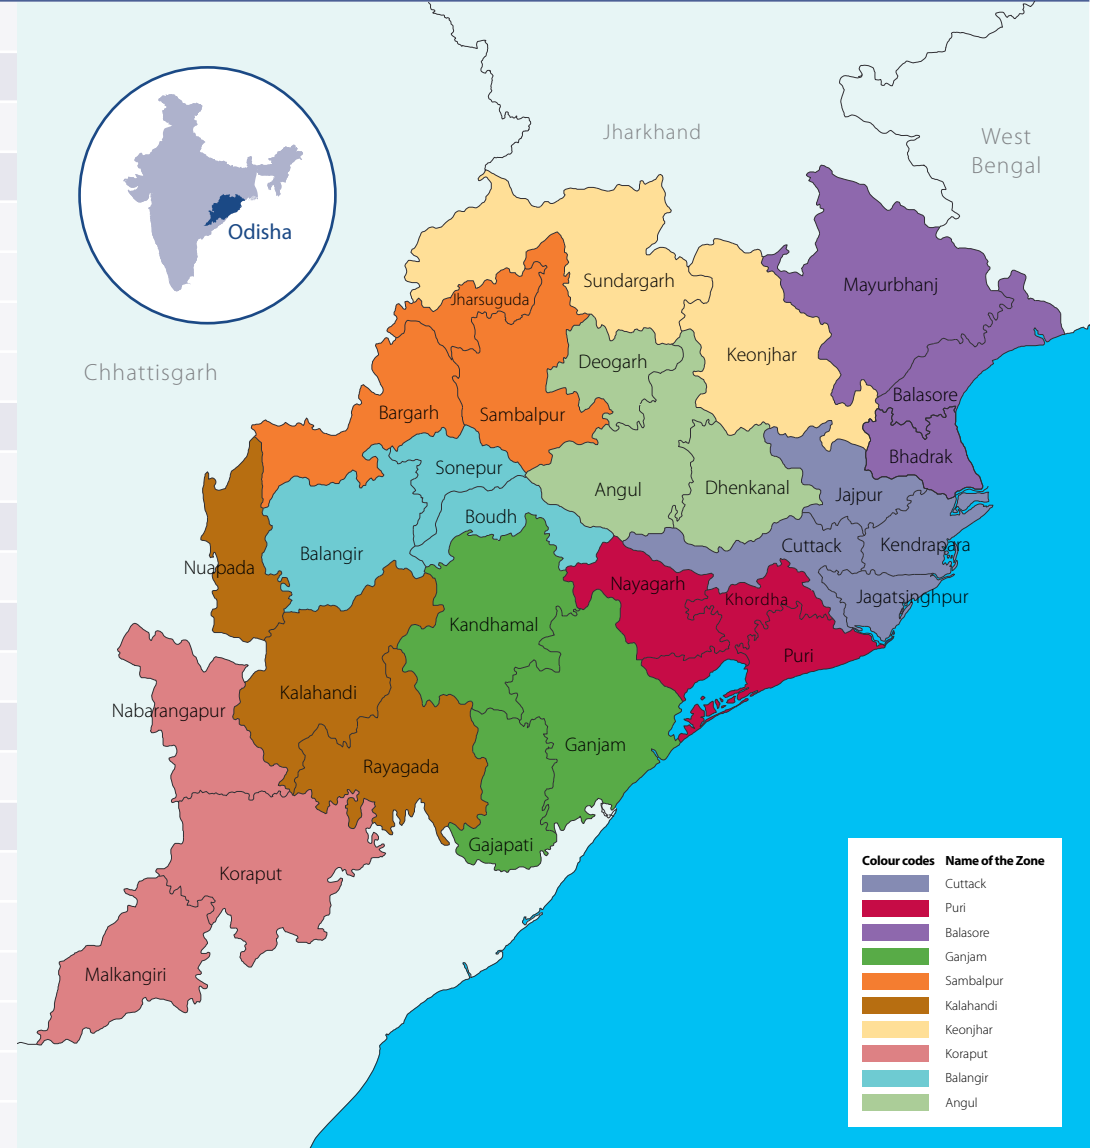 Jharkhand
West
Bengal
Odisha
Chhattisgarh
Sundargarh
Mayurbhanj
Jharsuguda
Keonjhar
Deogarh
Balasore
Bargarh
Sambalpur
Bhadrak
Sonepur
Angul
Dhenkanal
Jajpur
Boudh
Balangir
Cuttack
Kendrapara
Nuapada
Nayagarh
Khordha
Jagatsinghpur
Kandhamal
Puri
Kalahandi
Nabarangapur
Ganjam
Rayagada
Gajapati
Koraput
Malkangiri
Colour codes Name of the Zone
Cuttack
Puri
Balasore
Ganjam
Sambalpur
Kalahandi
Keonjhar
Koraput
Balangir
Angul